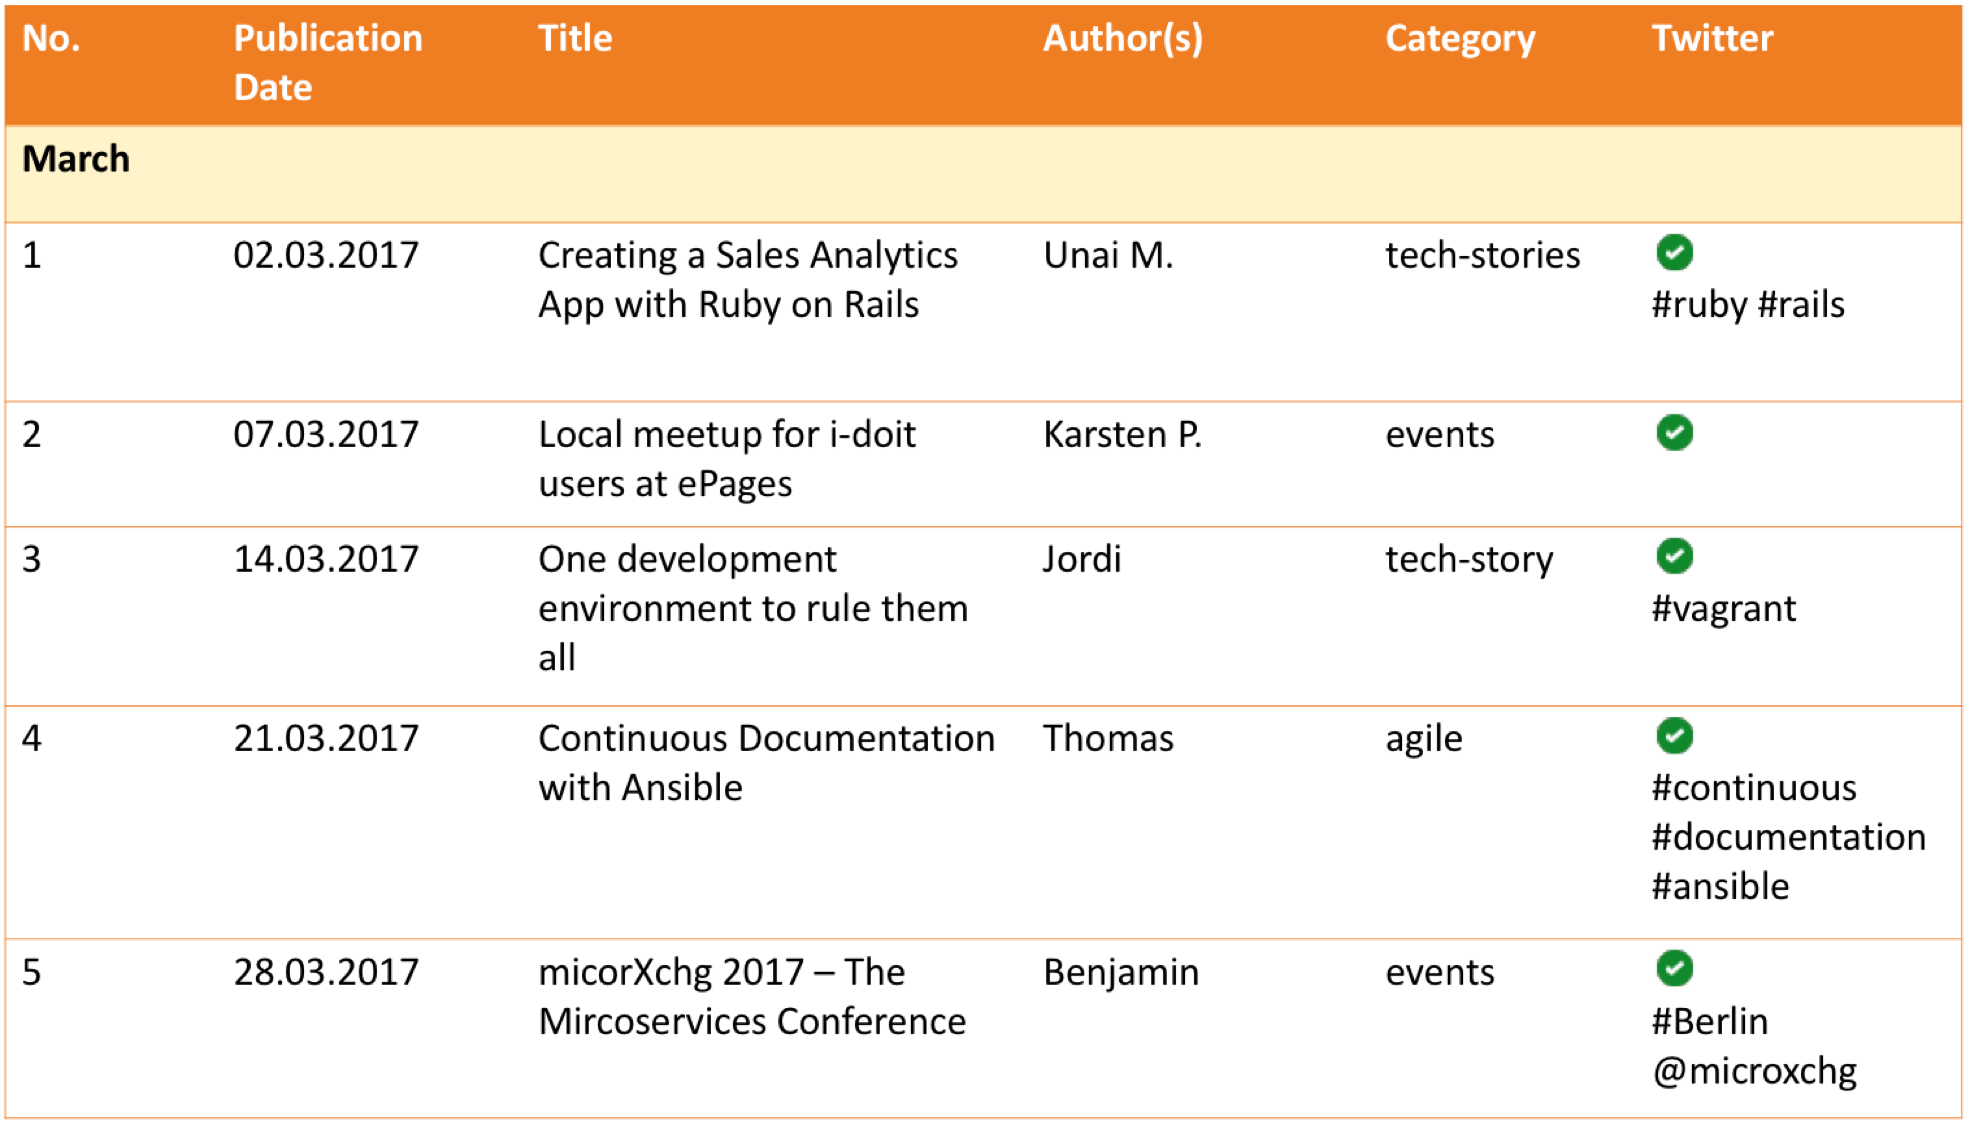 No. Publication Title Author(s) Category Twitter
Date
March
1 02.03.2017 Creating a Sales Analytics Unai M. tech-stories
App with Ruby on Rails #ruby #rails
2 07.03.2017 Local meetup for i-doit Karsten P. events
users at ePages
3 14.03.2017 One development Jordi tech-story
environment to rule them #vagrant
all
4 21.03.2017 Continuous Documentation Thomas agile
with Ansible #continuous
#documentation
#ansible
5 28.03.2017 micorXchg 2017 – The Benjamin events
Mircoservices Conference #Berlin
@microxchg